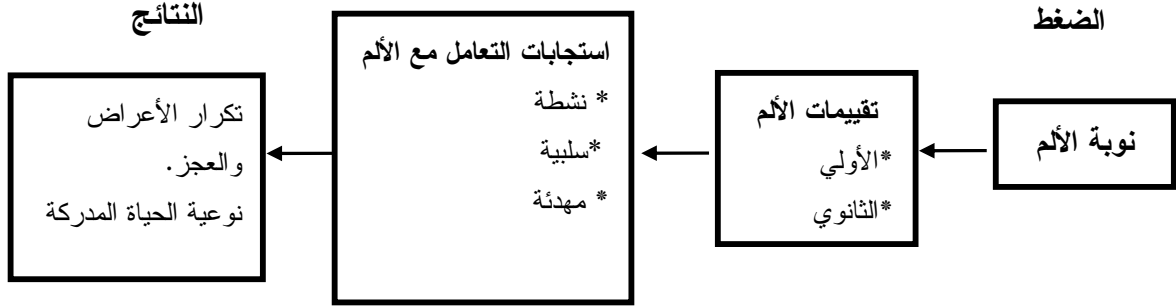 الضغط
النتائج
نوبة الألم
تقييمات الألم
*الأولي
*الثانوي
استجابات التعامل مع الألم
* نشطة
*سلبية
* مهدئة
تكرار الأعراض
والعجز.
نوعية الحياة المدركة